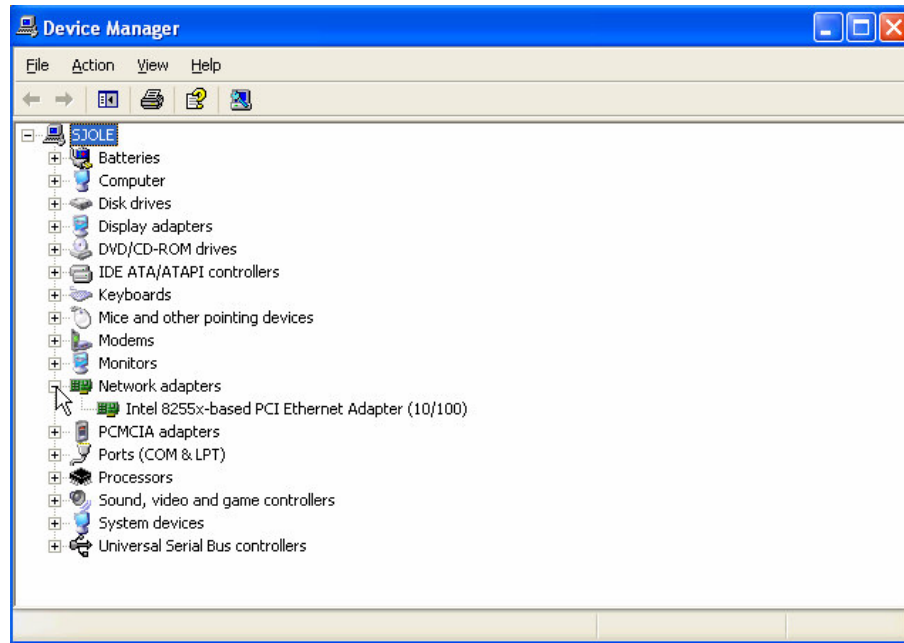 Device Manager
File Action View Help
SJOLE
Batteries
Computer
Disk drives
Display adapters
DVD/CD-ROM drives
IDE ATA/ATAPI controllers
Keyboards
Mice and other pointing devices
Modems
Monitors
Network adapters
Intel 8255x-based PCI Ethernet Adapter (10/100)
PCMCIA adapters
Ports (COM & LPT)
Processors
Sound, video and game controllers
System devices
Universal Serial Bus controllers